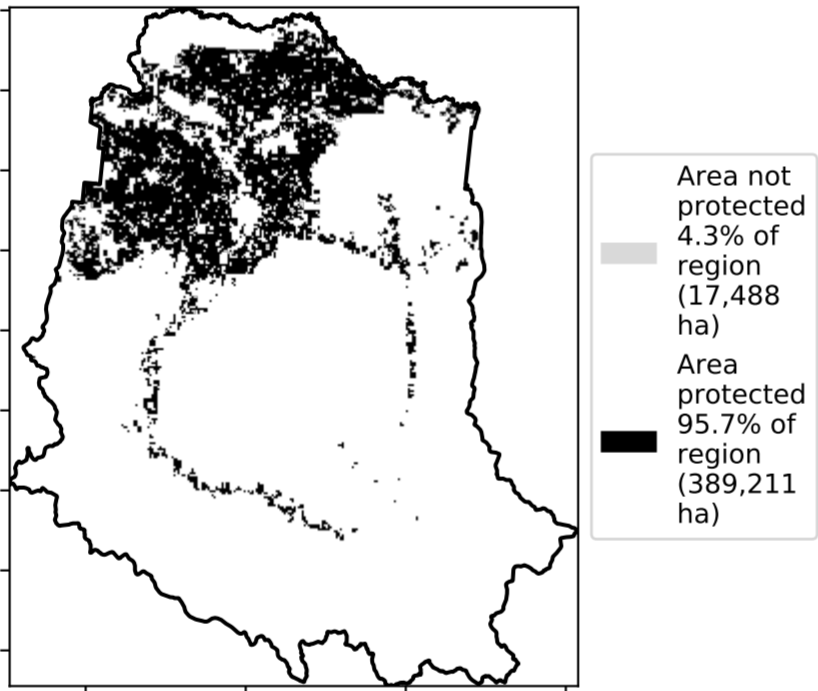 Area not
protected
4.3% of
region
(17,488
ha)
Area
protected
95.7% of
region
(389,211
ha)